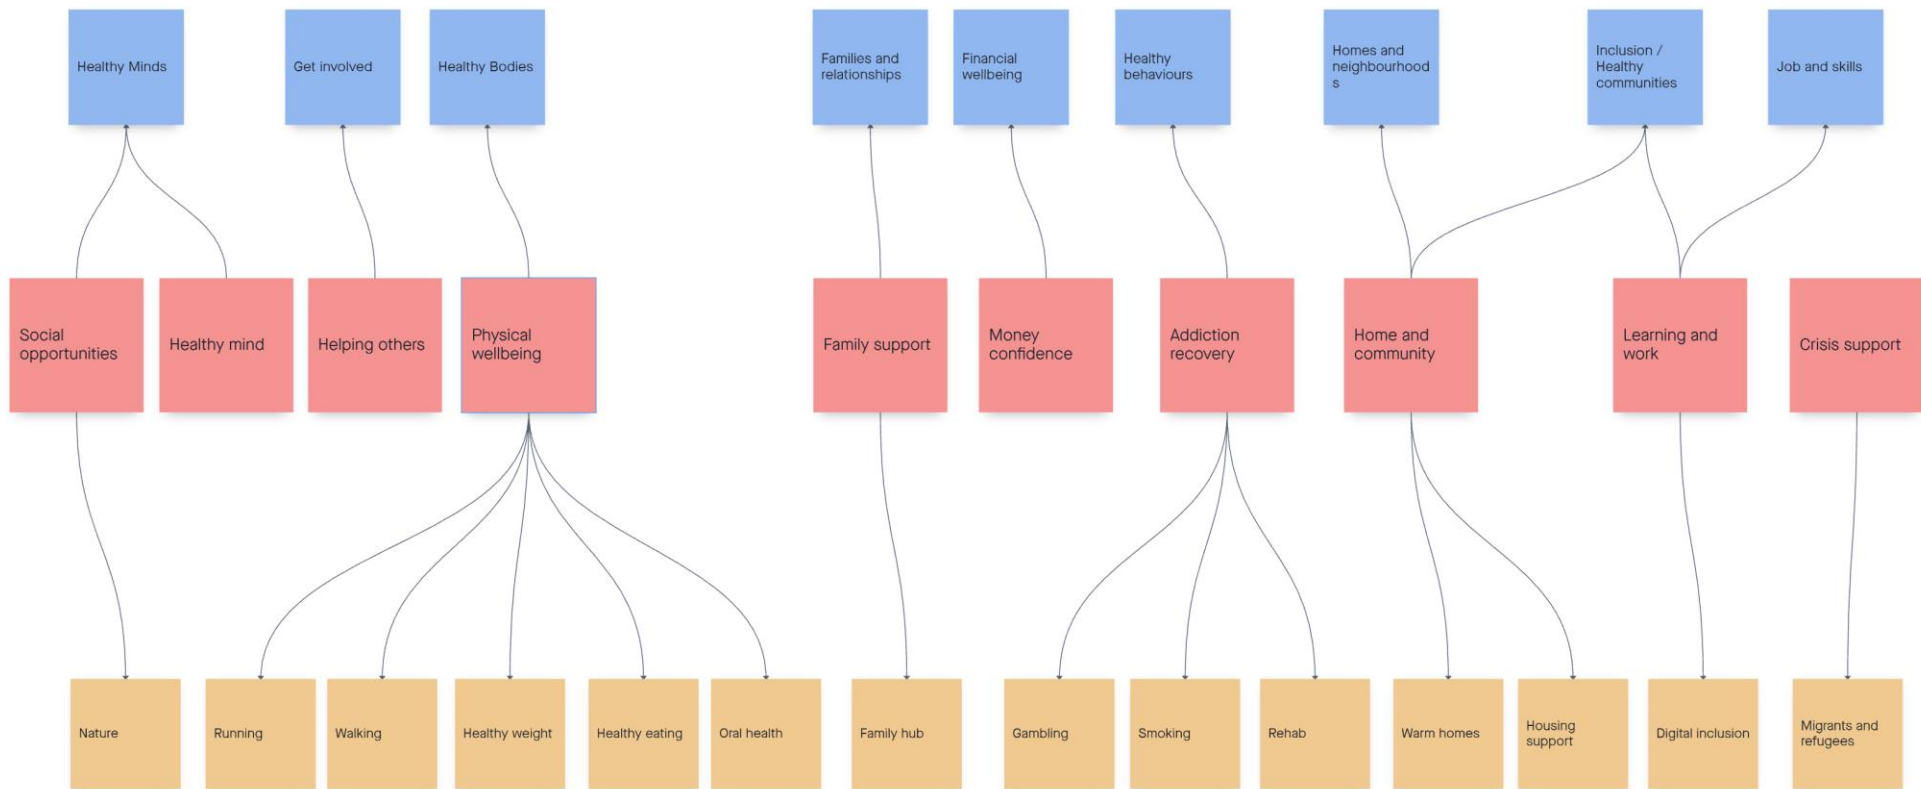 Healthy Minds
Get involved
Healthy Bodies
Families and
relationships
Financial
wellbeing
Healthy
behaviours
Homes and
neighbourhood
s
Inclusion /
Healthy
communities
Job and skills
Social
opportunities
Healthy mind
Helping others
Physical
wellbeing
Family support
Money
confidence
Addiction
recovery
Home and
community
Learning and
work
Crisis support
Nature
Running
Walking
Healthy weight
Healthy eating
Oral health
Family hub
Gambling
Smoking
Rehab
Warm homes
Housing
support
Digital inclusion
Migrants and
refugees